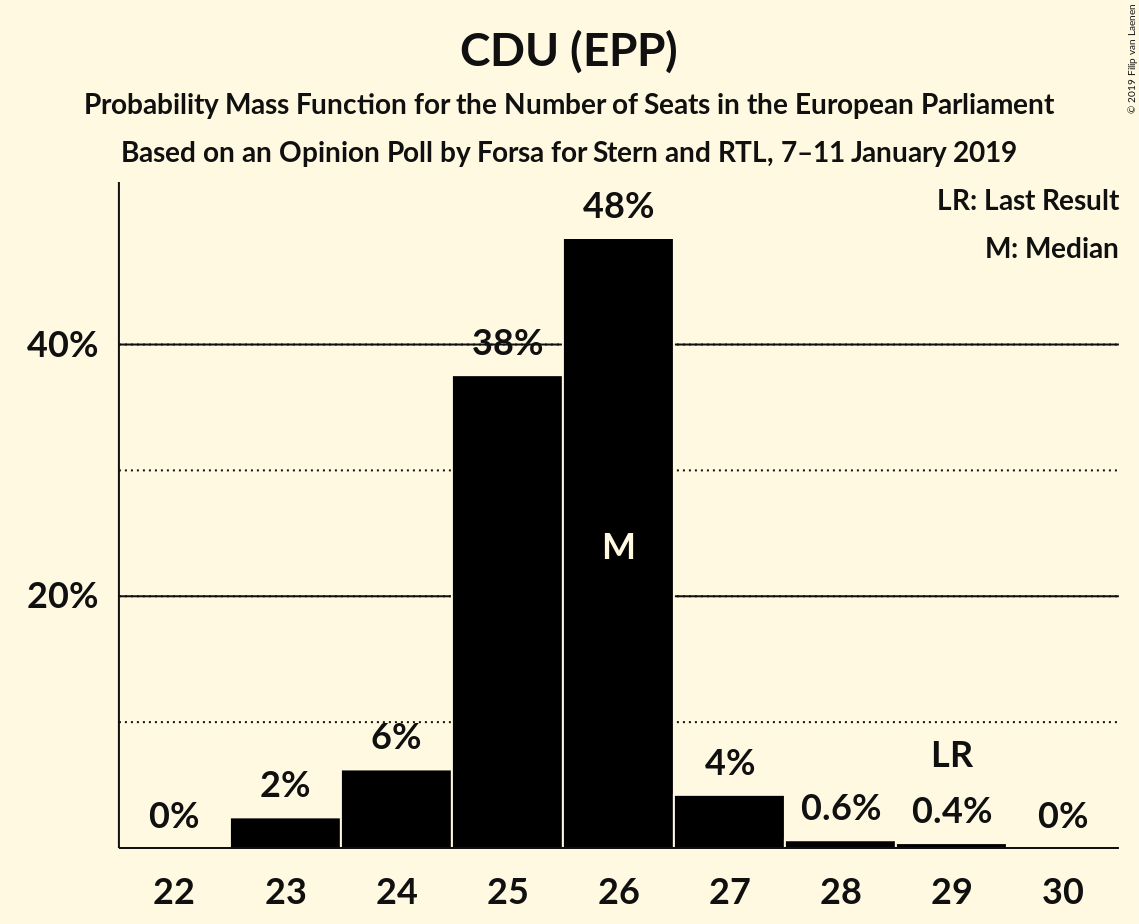 CDU (EPP)
Probability Mass Function for the Number of Seats in the European Parliament
Based on an Opinion Poll by Forsa for Stern and RTL, 7–11 January 2019
© 2019 Filip van Laenen
LR: Last Result
M: Median
48%
38%
40%
M
20%
6%
2%
0%
4%
LR
0.6%
0.4%
0%
22 23 24 25 26 27 28 29 30